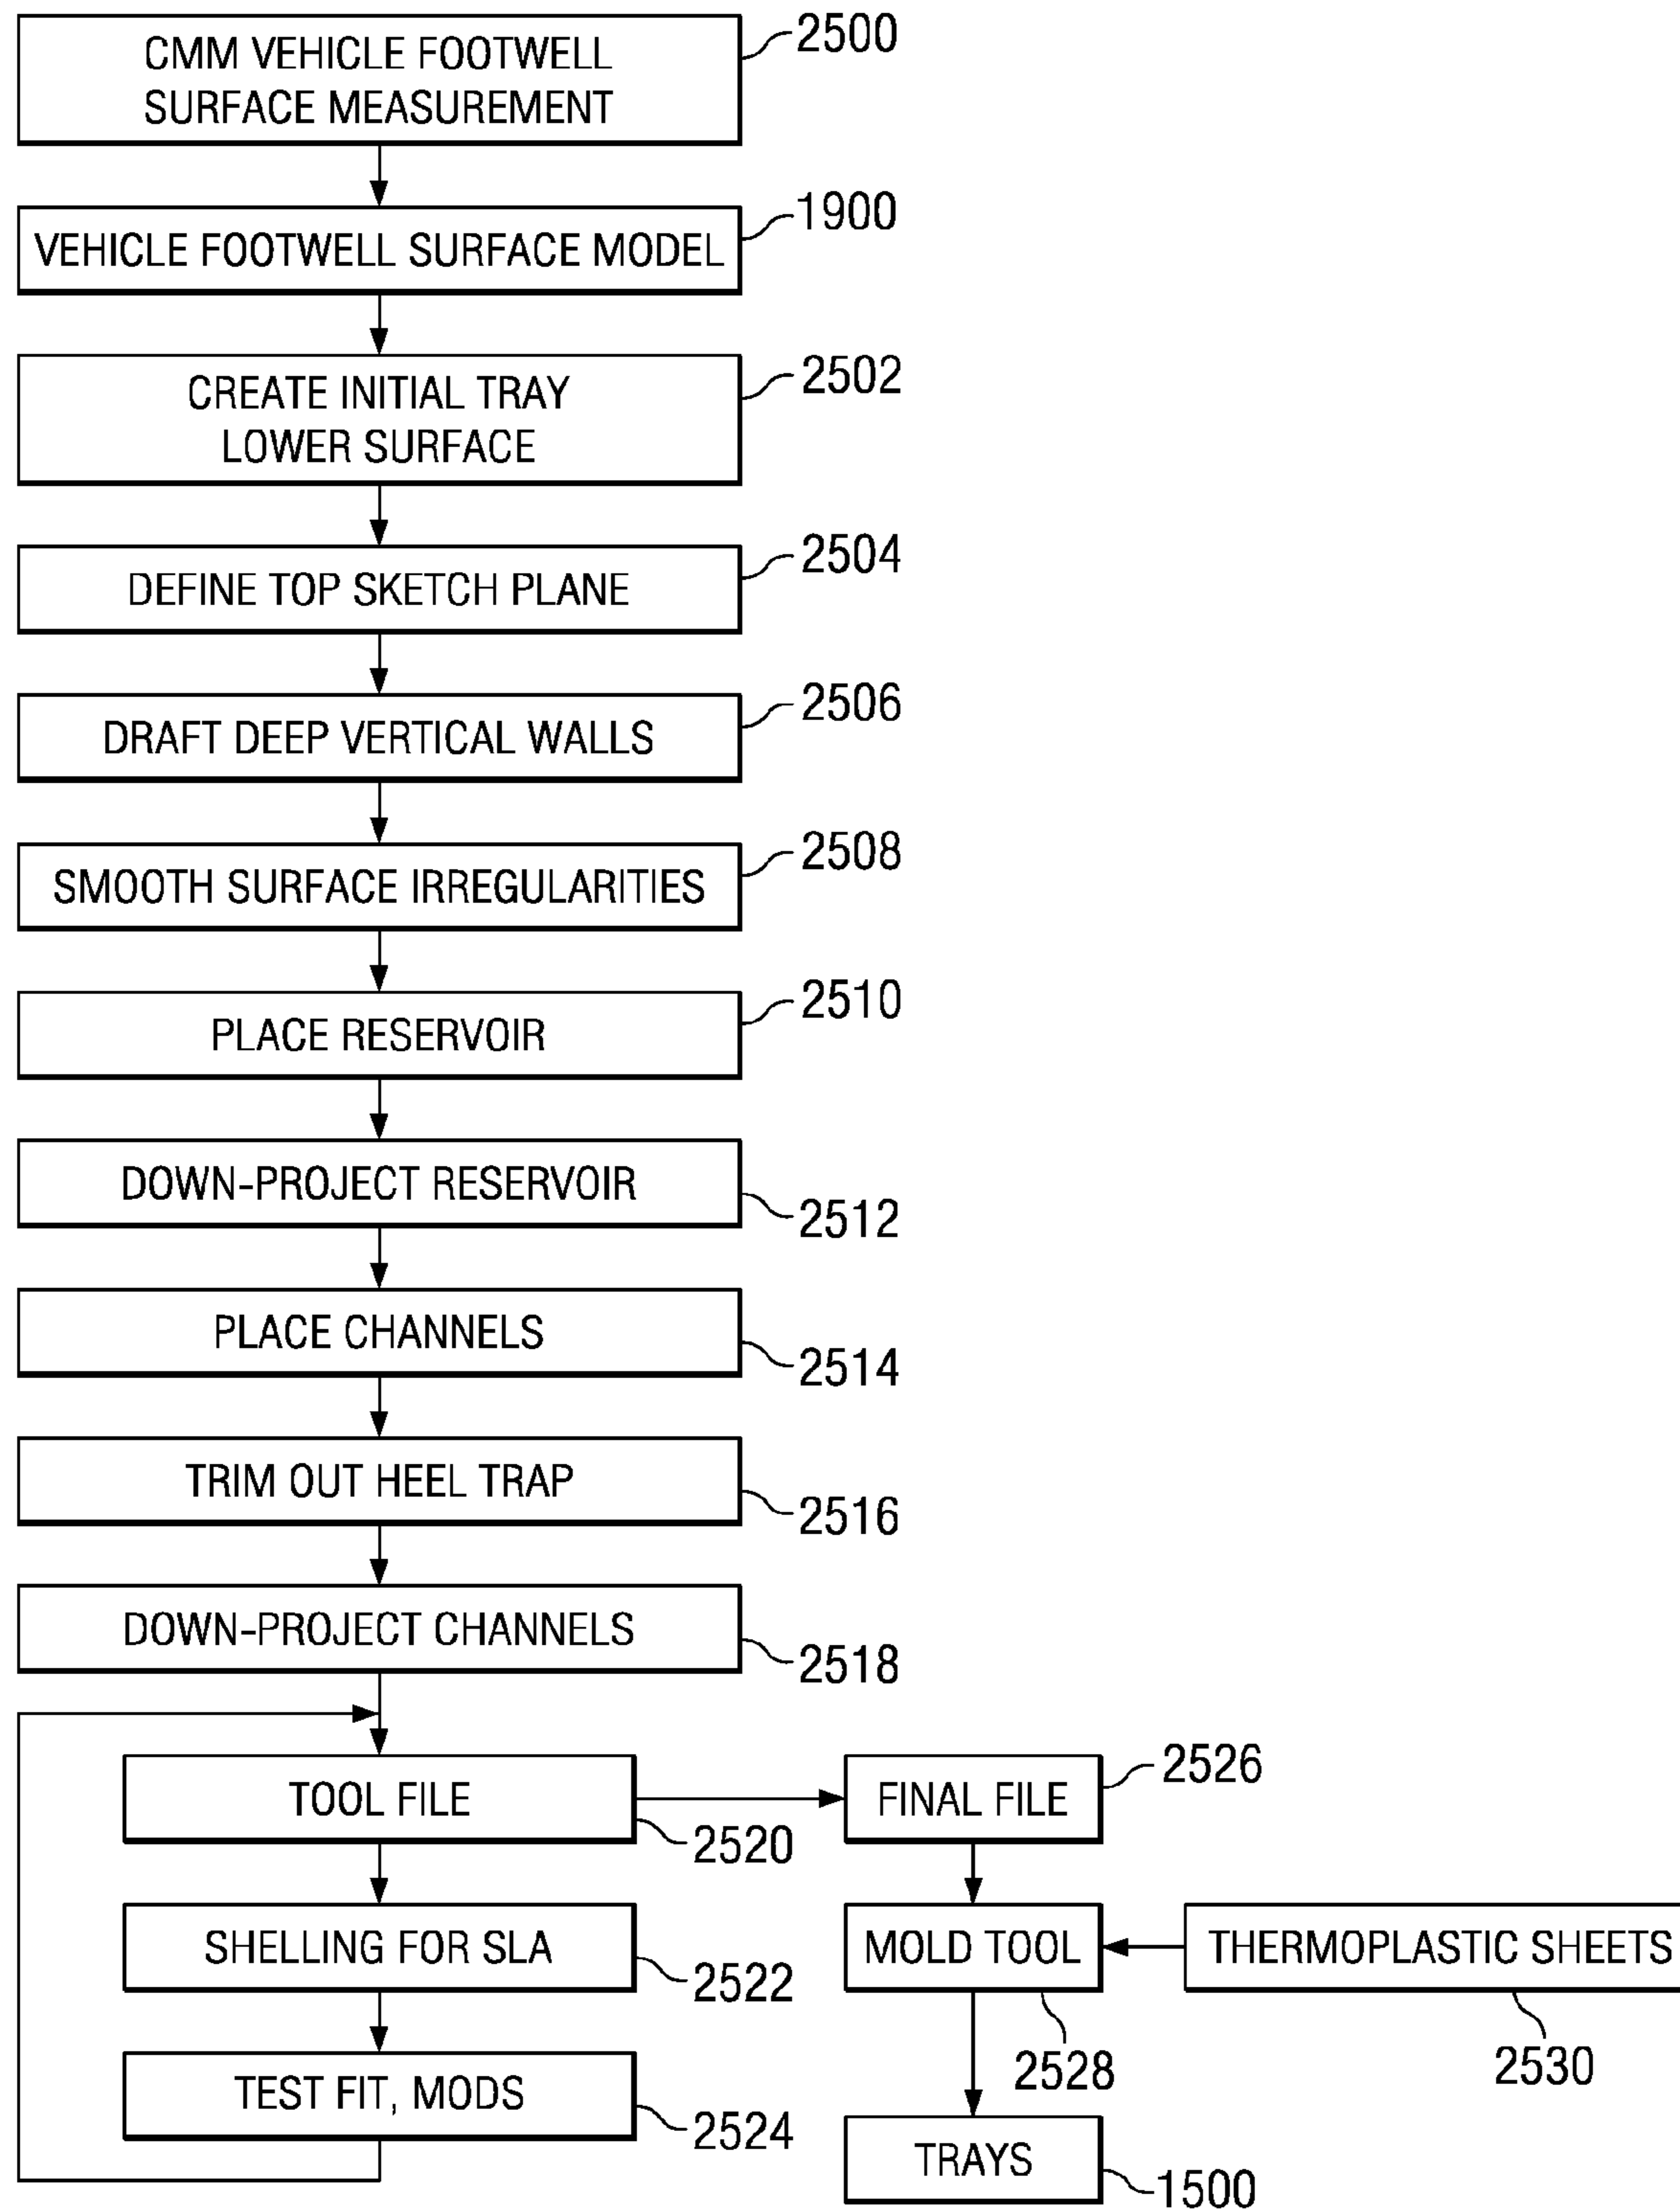 CMM VEHICLE FOOTWELL
SURFACE MEASUREMENT
2500
VEHICLE FOOTWELL SURFACE MODEL
1900
CREATE INITIAL TRAY
LOWER SURFACE
2502
DEFINE TOP SKETCH PLANE
2504
DRAFT DEEP VERTICAL WALLS
2506
SMOOTH SURFACE IRREGULARITIES
2508
PLACE RESERVOIR
2510
DOWN-PROJECT RESERVOIR
2512
PLACE CHANNELS
2514
TRIM OUT HEEL TRAP
2516
DOWN-PROJECT CHANNELS
2518
TOOL FILE
2520
FINAL FILE
2526
SHELLING FOR SLA
2522
MOLD TOOL
2528
THERMOPLASTIC SHEETS
2530
TEST FIT, MODS
2524
TRAYS
1500